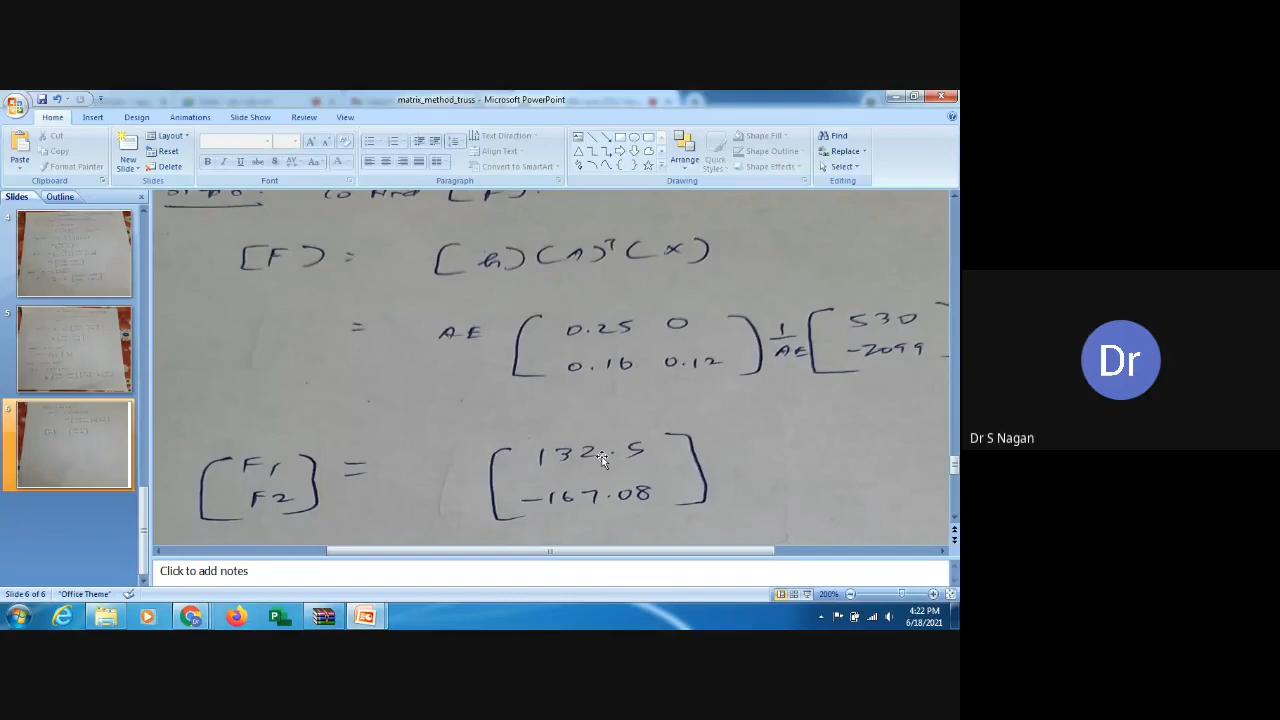 matrix_method_truss - Microsoft PowerPoint
Home Insert Design Animations Slide Show Review View
Paste
Cut
Copy
Format Painter
Clipboard
New Slide
Layout
Reset
Delete
Slides
Font
Paragraph
Text Direction
Align Text
Convert to SmartArt
Arrange
Quick Styles
Shape Fill
Shape Outline
Shape Effects
Drawing
Find
Replace
Select
Editing
Slides Outline
4
5
6
[F] = [k] (A)ᵀ (x)
= AE [ 0.25 0
0.16 0.12 ] 1/AE [ 530
-2099
[ F1
F2 ] = [ 132.5
-167.08 ]
Click to add notes
Slide 6 of 6 "Office Theme" 200%
4:22 PM
6/18/2021
Dr
Dr S Nagan